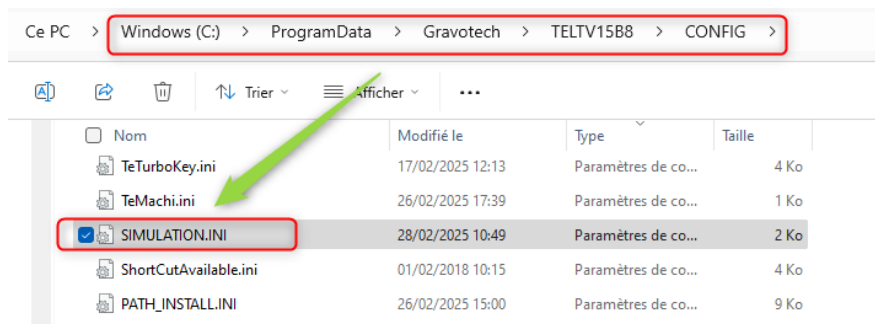 Ce PC > Windows (C:) > ProgramData > Gravotech > TELTV15B8 > CONFIG >
A Trier Afficher ...
Nom Modifié le Type Taille
TeTurboKey.ini 17/02/2025 12:13 Paramètres de co... 4 Ko
TeMachi.ini 26/02/2025 17:39 Paramètres de co... 1 Ko
SIMULATION.INI 28/02/2025 10:49 Paramètres de co... 2 Ko
ShortCutAvailable.ini 01/02/2018 10:15 Paramètres de co... 4 Ko
PATH_INSTALL.INI 26/02/2025 15:00 Paramètres de co... 9 Ko